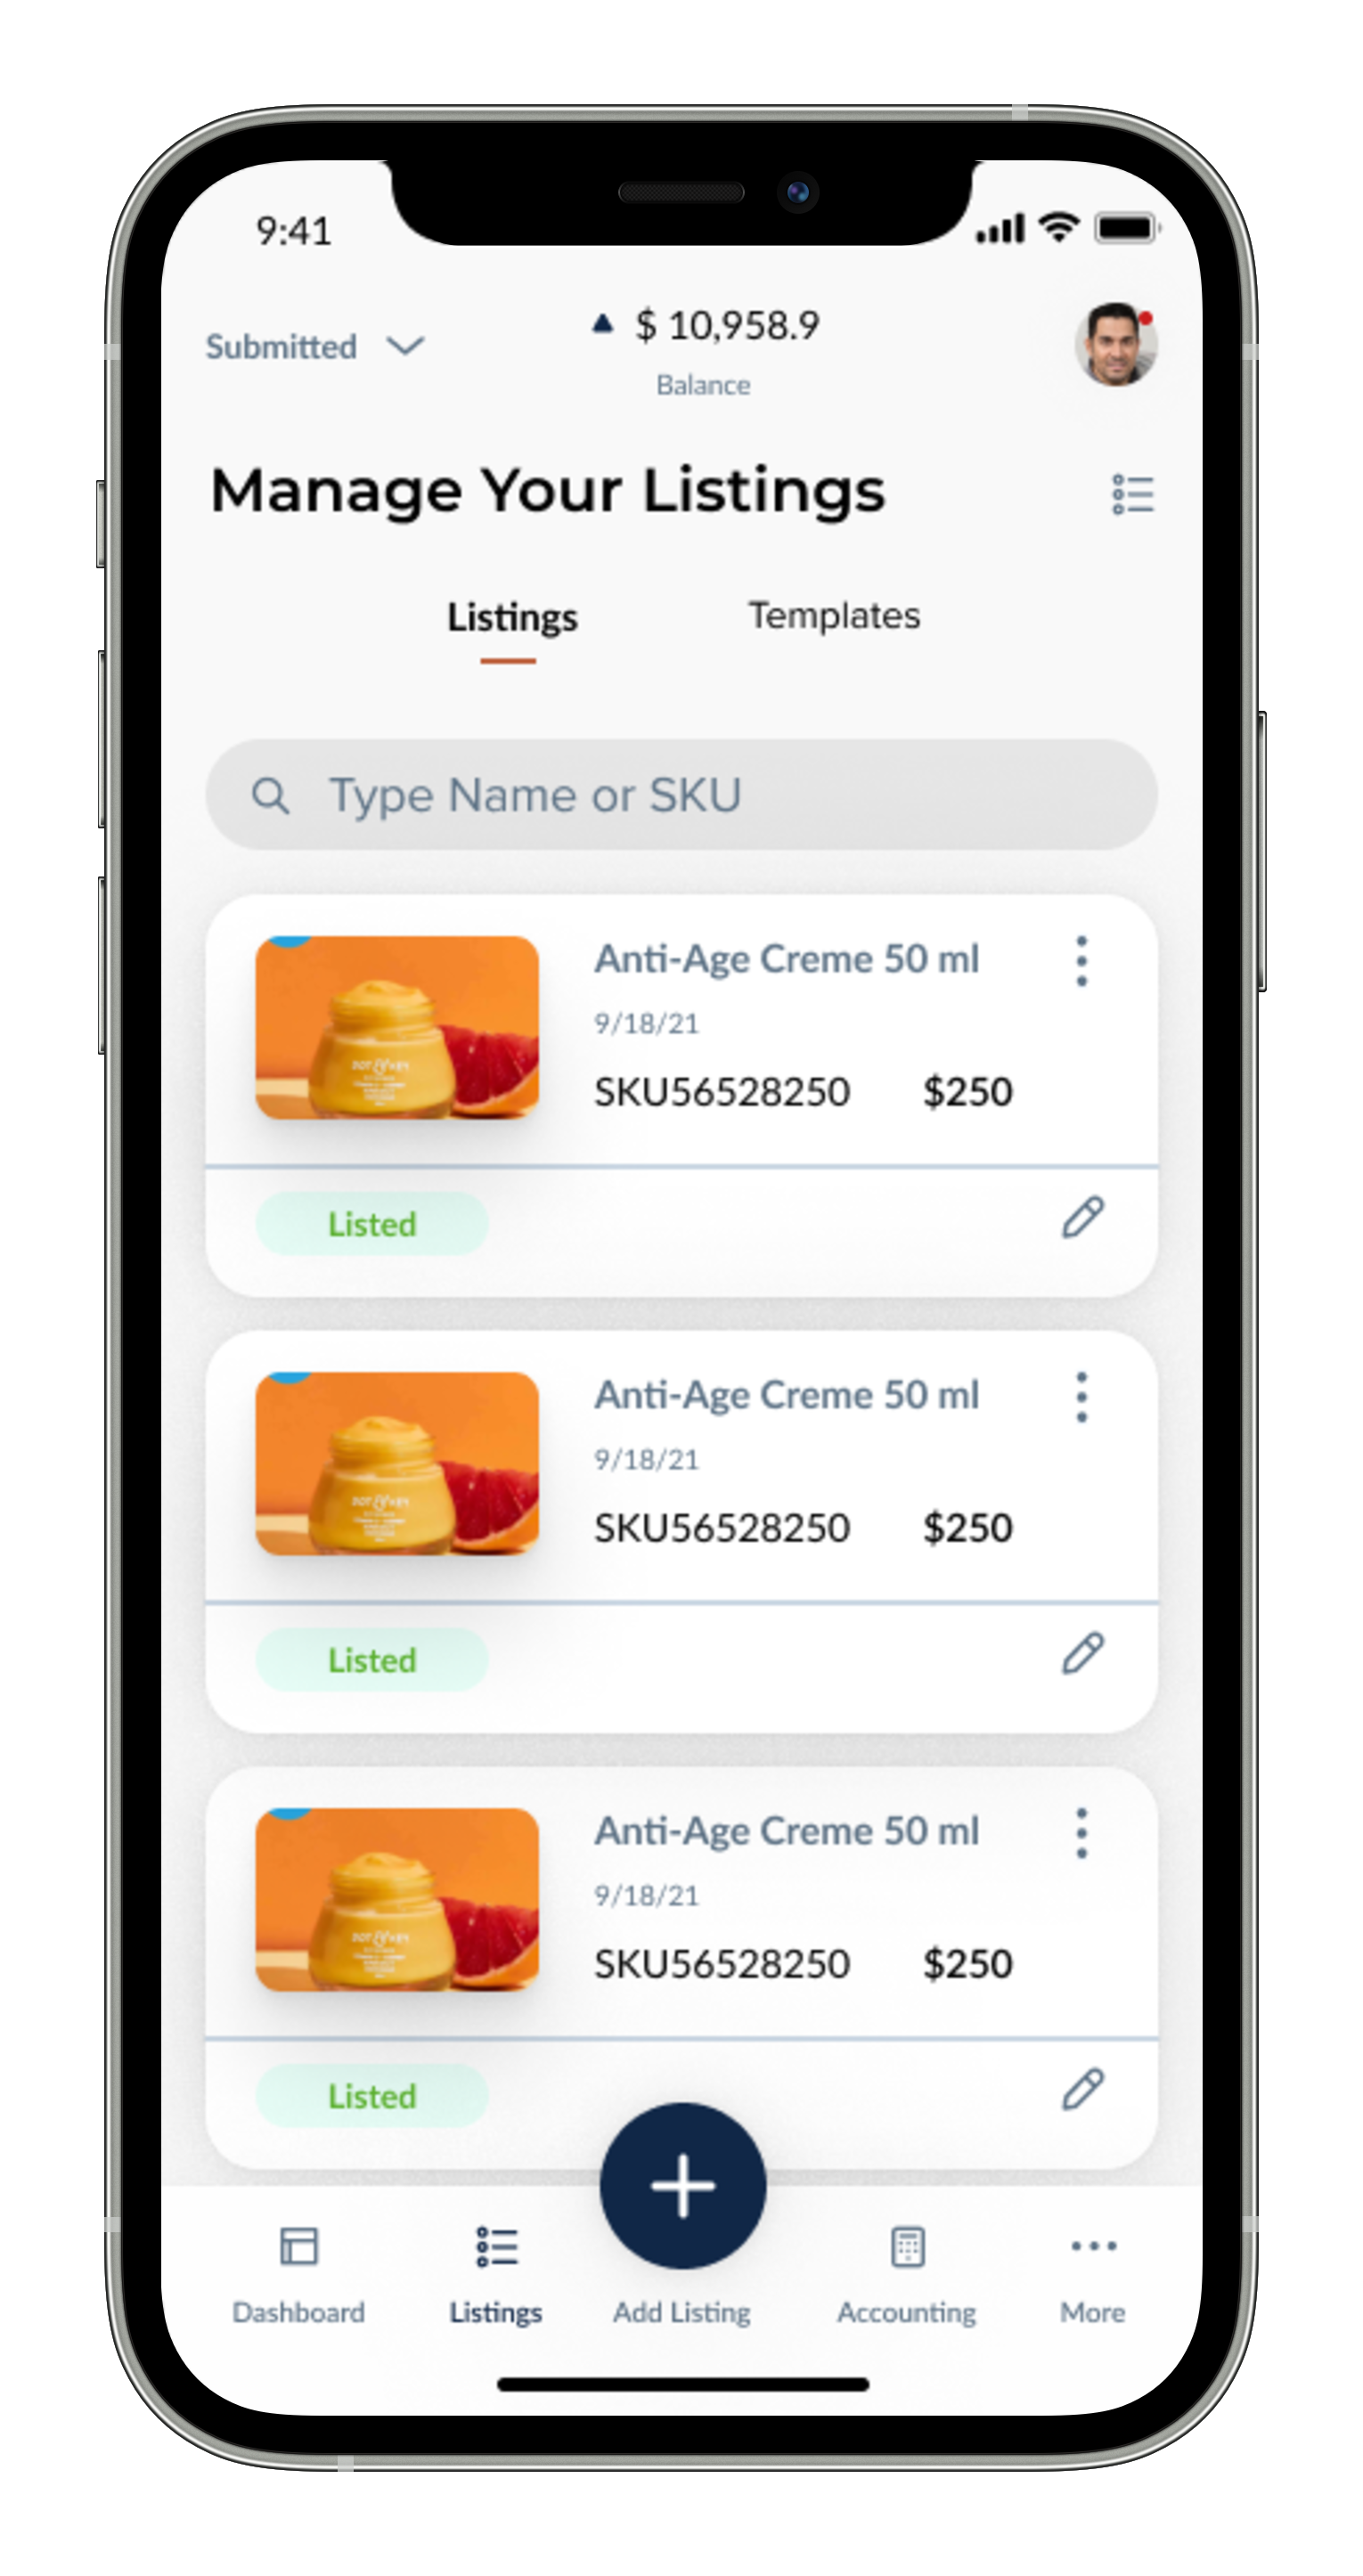 9:41
Submitted
$ 10,958.9
Balance
Manage Your Listings
Listings Templates
Type Name or SKU
Anti-Age Creme 50 ml
9/18/21
SKU56528250 $250
Listed
Anti-Age Creme 50 ml
9/18/21
SKU56528250 $250
Listed
Anti-Age Creme 50 ml
9/18/21
SKU56528250 $250
Listed
Dashboard Listings Add Listing Accounting More